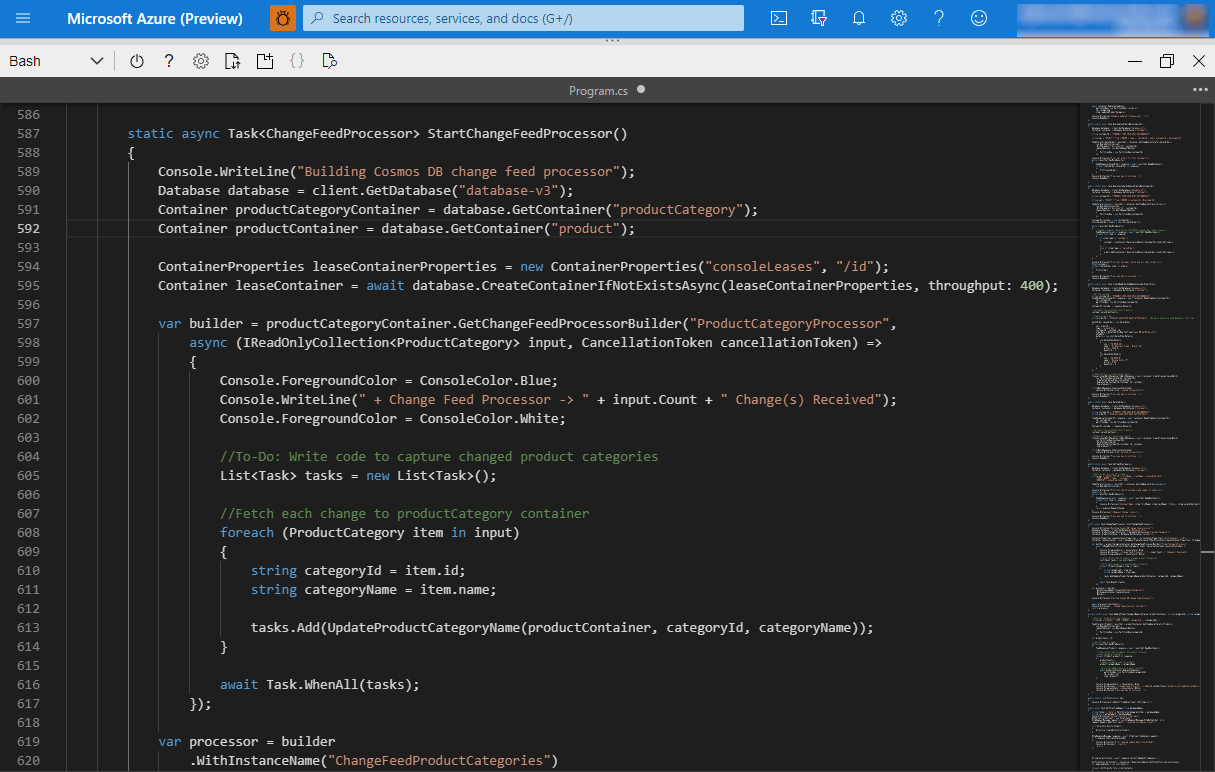 Microsoft Azure (Preview)
Search resources, services, and docs (G+/)
Bash
Program.cs
586
587 static async Task<ChangeFeedProcessor> StartChangeFeedProcessor()
588 {
589 Console.WriteLine("Building Cosmos DB change feed processor");
590 Database database = client.GetDatabase("database-v3");
591 Container productCategoryContainer = database.GetContainer("productCategory");
592 Container productContainer = database.GetContainer("product");
593
594 ContainerProperties leaseContainerProperties = new ContainerProperties("consoleLeases", "/id");
595 Container leaseContainer = await database.CreateContainerIfNotExistsAsync(leaseContainerProperties, throughput: 400);
596
597 var builder = productCategoryContainer.GetChangeFeedProcessorBuilder("ProductCategoryProcessor",
598 async (IReadOnlyCollection<ProductCategory> input, CancellationToken cancellationToken) =>
599 {
600 Console.ForegroundColor = ConsoleColor.Blue;
601 Console.WriteLine(" + Change Feed Processor -> " + input.Count + " Change(s) Received");
602 Console.ForegroundColor = ConsoleColor.White;
603
604 //To-Do: Write code to capture changed product categories
605 List<Task> tasks = new List<Task>();
606
607 //Fetch each change to productCategory container
608 foreach (ProductCategory item in input)
609 {
610 string categoryId = item.id;
611 string categoryName = item.name;
612
613 tasks.Add(UpdateProductCategoryName(productContainer, categoryId, categoryName));
614 }
615
616 await Task.WhenAll(tasks);
617 });
618
619 var processor = builder
620 .WithInstanceName("ChangeFeedProductCategories")